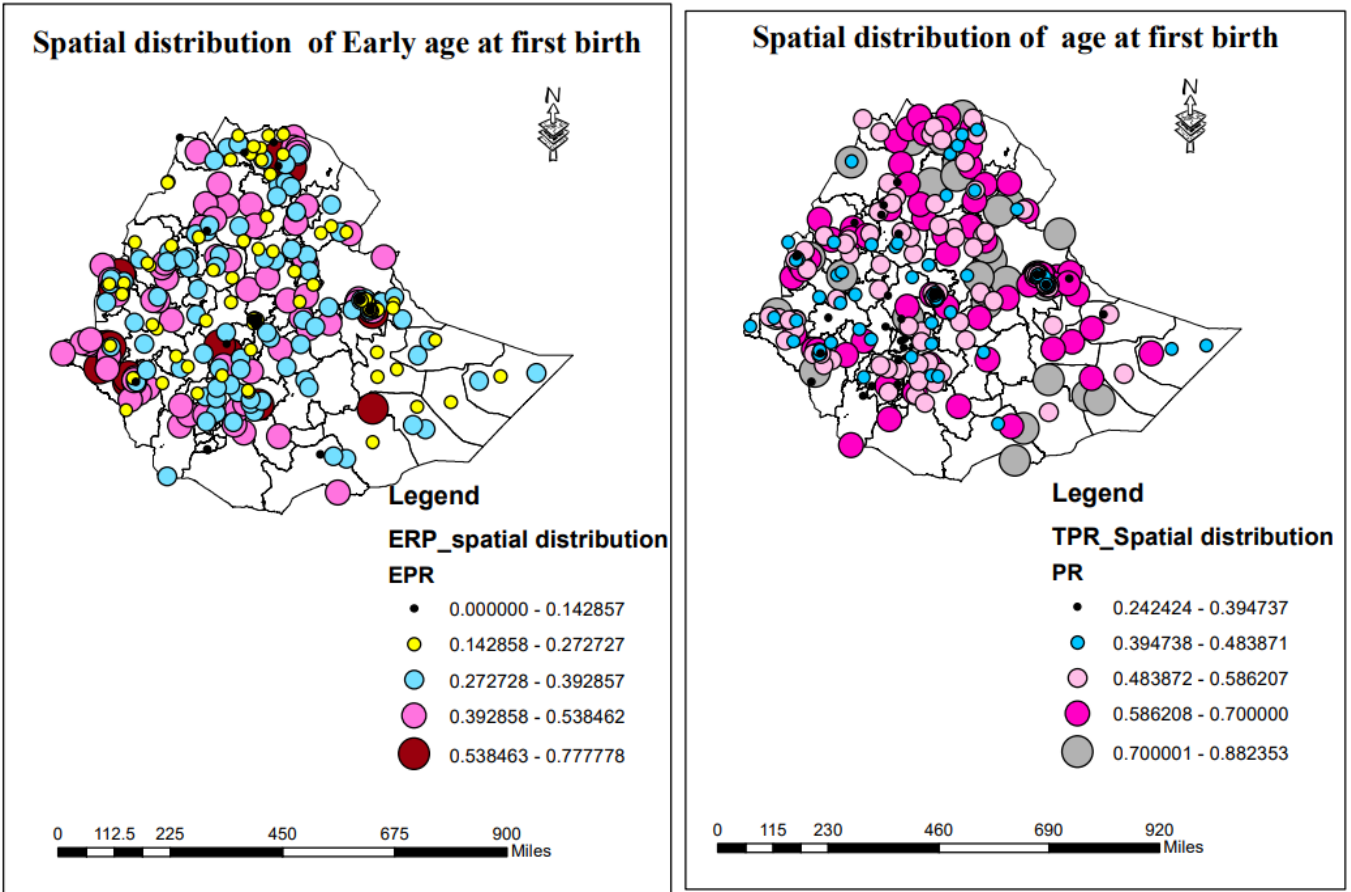 Spatial distribution of Early age at first birth
N
Legend
ERP_spatial distribution
EPR
0.000000 - 0.142857
0.142858 - 0.272727
0.272728 - 0.392857
0.392858 - 0.538462
0.538463 - 0.777778
0 112.5 225 450 675 900
Miles
Spatial distribution of age at first birth
N
Legend
TPR_Spatial distribution
PR
0.242424 - 0.394737
0.394738 - 0.483871
0.483872 - 0.586207
0.586208 - 0.700000
0.700001 - 0.882353
0 115 230 460 690 920
Miles